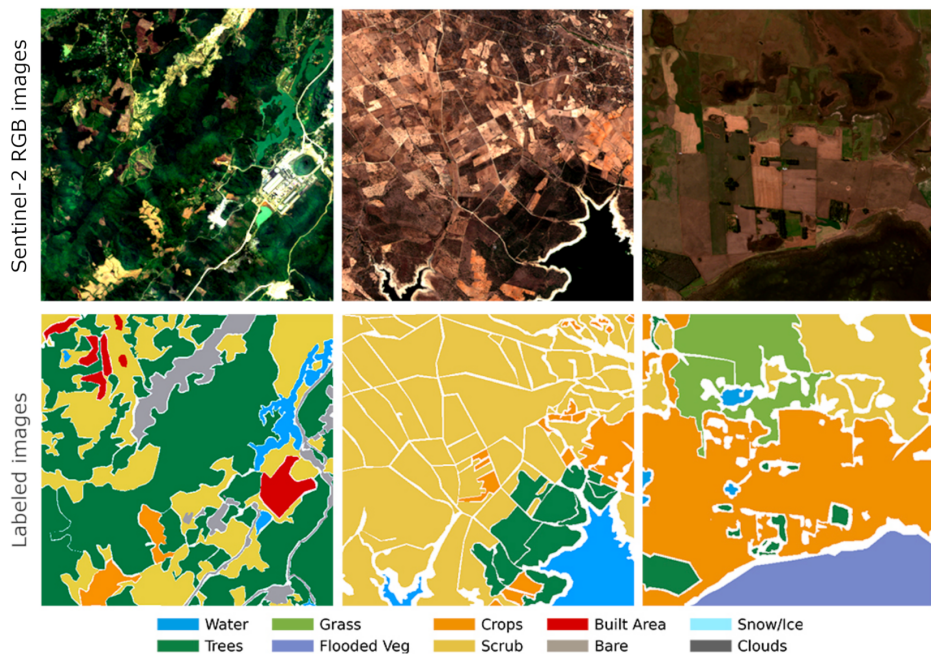 Sentinel-2 RGB images
Labeled images
Water
Grass
Crops
Built Area
Snow/Ice
Trees
Flooded Veg
Scrub
Bare
Clouds